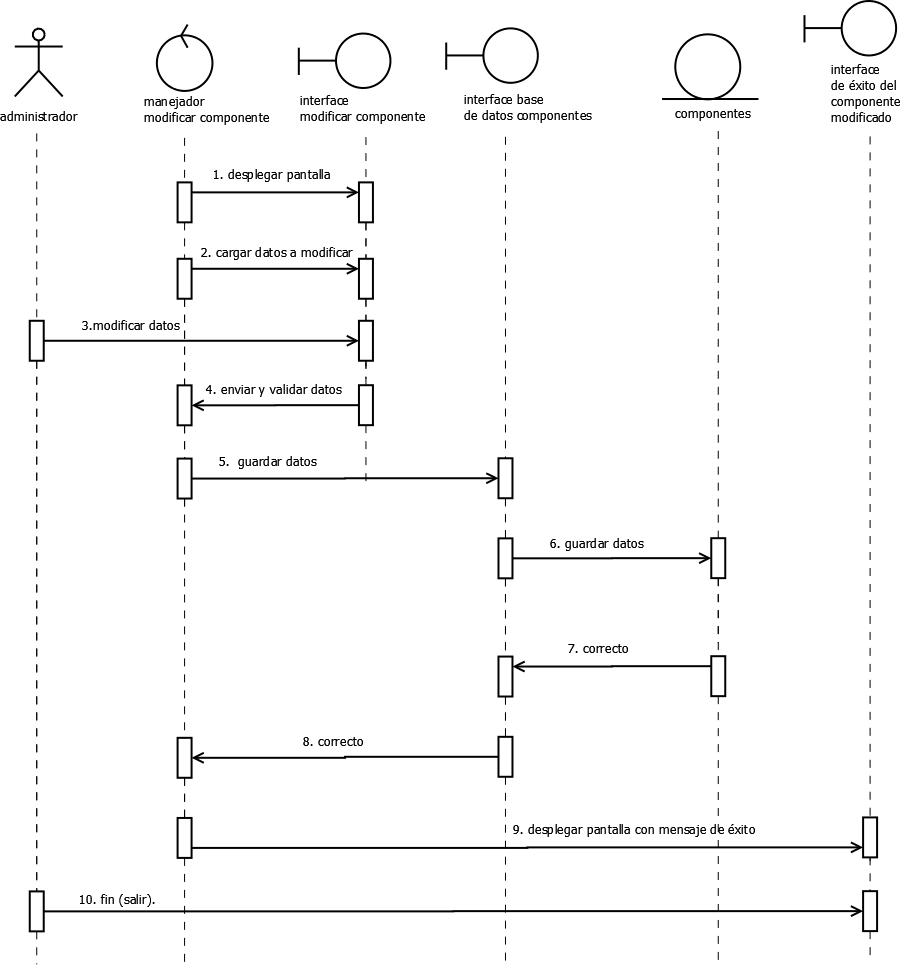 administrador
manejador
modificar componente
interface
modificar componente
interface base
de datos componentes
componentes
interface
de éxito del
componente
modificado
1. desplegar pantalla
2. cargar datos a modificar
3.modificar datos
4. enviar y validar datos
5. guardar datos
6. guardar datos
7. correcto
8. correcto
9. desplegar pantalla con mensaje de éxito
10. fin (salir).